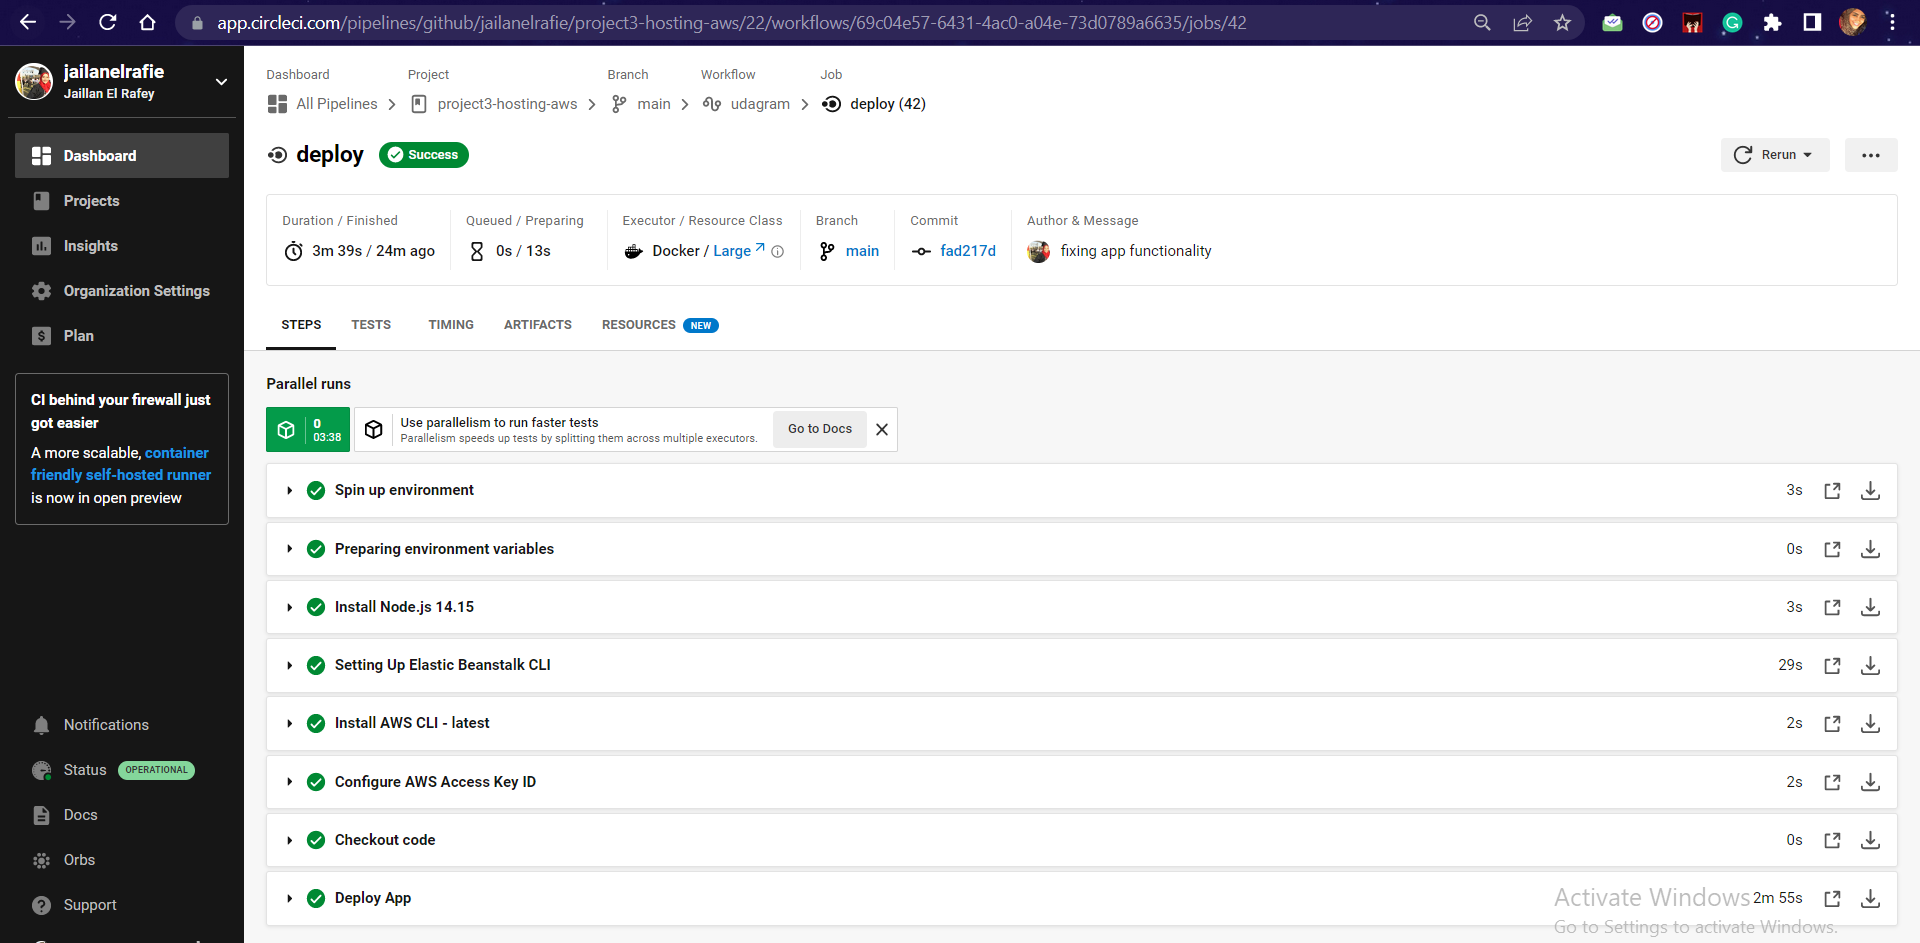 app.circleci.com/pipelines/github/jailanelrafie/project3-hosting-aws/22/workflows/69c04e57-6431-4ac0-a04e-73d0789a6635/jobs/42
jailanelrafie
Jaillan El Rafey
Dashboard
Projects
Insights
Organization Settings
Plan
CI behind your firewall just
got easier
A more scalable, container
friendly self-hosted runner
is now in open preview
Notifications
Status OPERATIONAL
Docs
Orbs
Support
Dashboard Project Branch Workflow Job
All Pipelines project3-hosting-aws main udagram deploy (42)
deploy Success
Rerun
Duration / Finished Queued / Preparing Executor / Resource Class Branch Commit Author & Message
3m 39s / 24m ago 0s / 13s Docker / Large main fad217d fixing app functionality
STEPS TESTS TIMING ARTIFACTS RESOURCES NEW
Parallel runs
0
03:38
Use parallelism to run faster tests
Parallelism speeds up tests by splitting them across multiple executors.
Go to Docs
Spin up environment 3s
Preparing environment variables 0s
Install Node.js 14.15 3s
Setting Up Elastic Beanstalk CLI 29s
Install AWS CLI - latest 2s
Configure AWS Access Key ID 2s
Checkout code 0s
Deploy App 2m 55s
Activate Windows
Go to Settings to activate Windows.